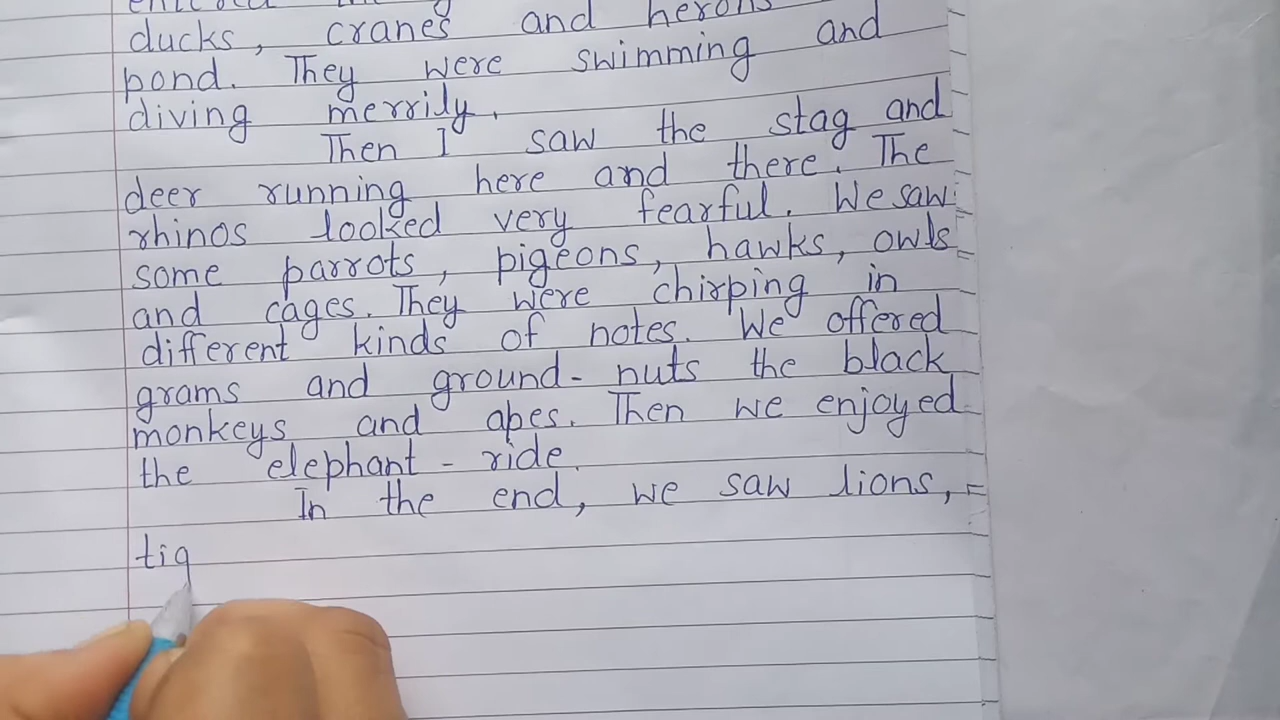 ducks, cranes and herons
pond. They were swimming and
diving merrily.
Then I saw the stag and
deer running here and there. The
rhinos looked very fearful. We saw
some parrots, pigeons, hawks, owls
and cages. They were chirping in
different kinds of notes. We offered
grams and ground-nuts the black
monkeys and apes. Then we enjoyed
the elephant-ride.
In the end, we saw lions,
tig